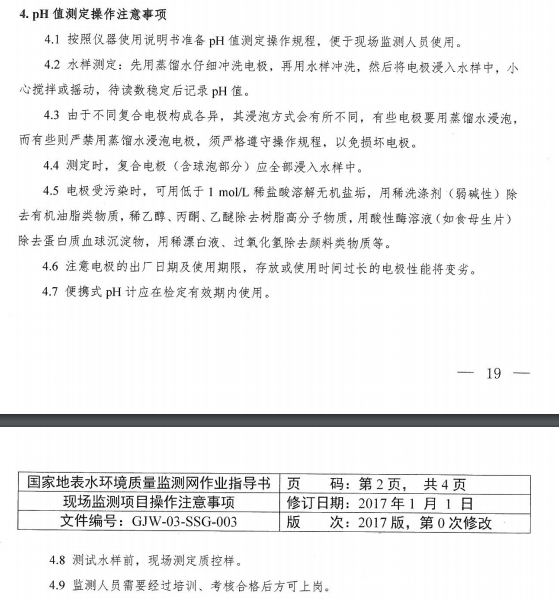 4. pH 值测定操作注意事项
4.1 按照仪器使用说明书准备 pH 值测定操作规程，便于现场监测人员使用。
4.2 水样测定：先用蒸馏水仔细冲洗电极，再用水样冲洗，然后将电极浸入水样中，小
心搅拌或摇动，待读数稳定后记录 pH 值。
4.3 由于不同复合电极构成各异，其浸泡方式会有所不同，有些电极要用蒸馏水浸泡，
而有些则严禁用蒸馏水浸泡电极，须严格遵守操作规程，以免损坏电极。
4.4 测定时，复合电极（含球泡部分）应全部浸入水样中。
4.5 电极受污染时，可用低于 1 mol/L 稀盐酸溶解无机盐垢，用稀洗涤剂（弱碱性）除
去有机油脂类物质，稀乙醇、丙酮、乙醚除去树脂高分子物质，用酸性酶溶液（如食母生片）
除去蛋白质血球沉淀物，用稀漂白液、过氧化氢除去颜料类物质等。
4.6 注意电极的出厂日期及使用期限，存放或使用时间过长的电极性能将变劣。
4.7 便携式 pH 计应在检定有效期内使用。
— 19 —
国家地表水环境质量监测网作业指导书 页 码：第 2 页， 共 4 页
现场监测项目操作注意事项 修订日期：2017 年 1 月 1 日
文件编号：GJW-03-SSG-003 版 次：2017 版，第 0 次修改
4.8 测试水样前，现场测定质控样。
4.9 监测人员需要经过培训、考核合格后方可上岗。